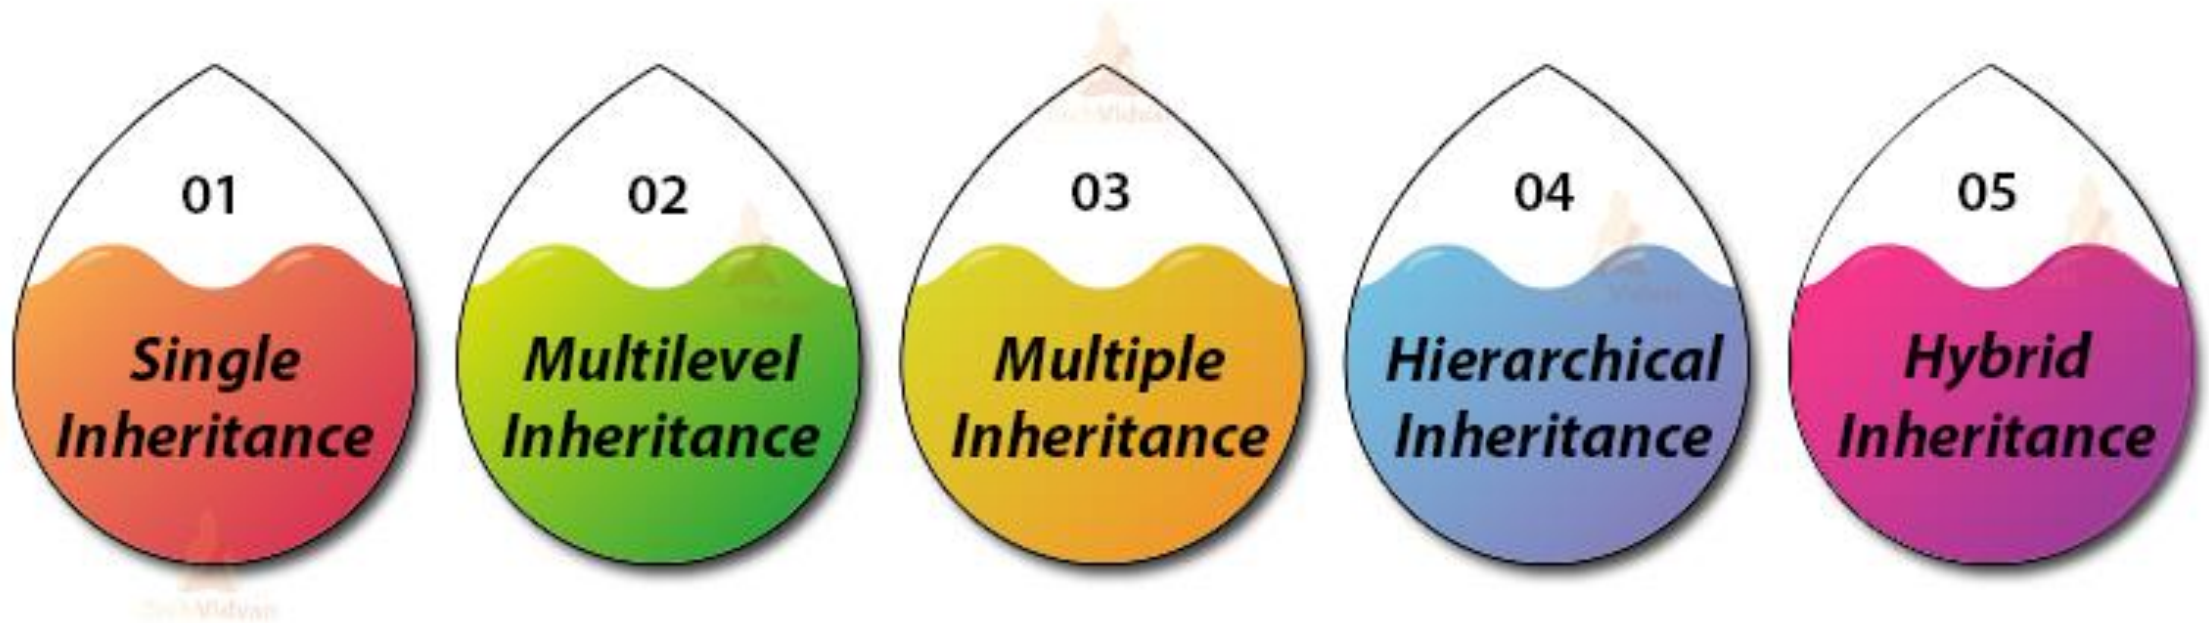 01
Single
Inheritance
02
Multilevel
Inheritance
03
Multiple
Inheritance
04
Hierarchical
Inheritance
05
Hybrid
Inheritance